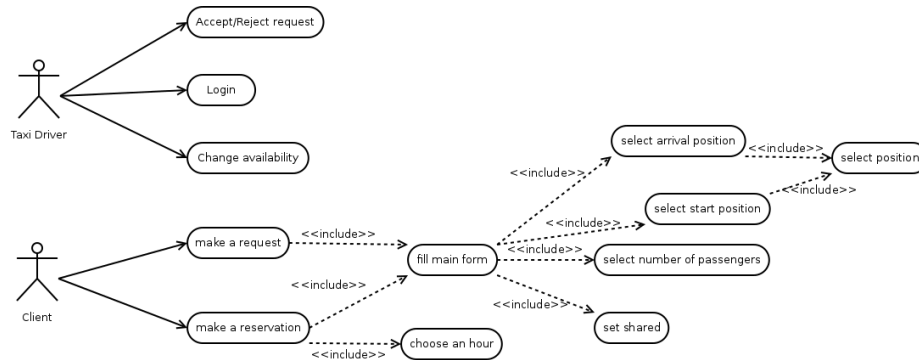 Accept/Reject request
Login
Taxi Driver
Change availability
select arrival position
<<include>>
select position
<<include>>
<<include>>
select start position
<<include>>
make a request
<<include>>
<<include>>
fill main form
select number of passengers
<<include>>
<<include>>
Client
make a reservation
set shared
choose an hour
<<include>>